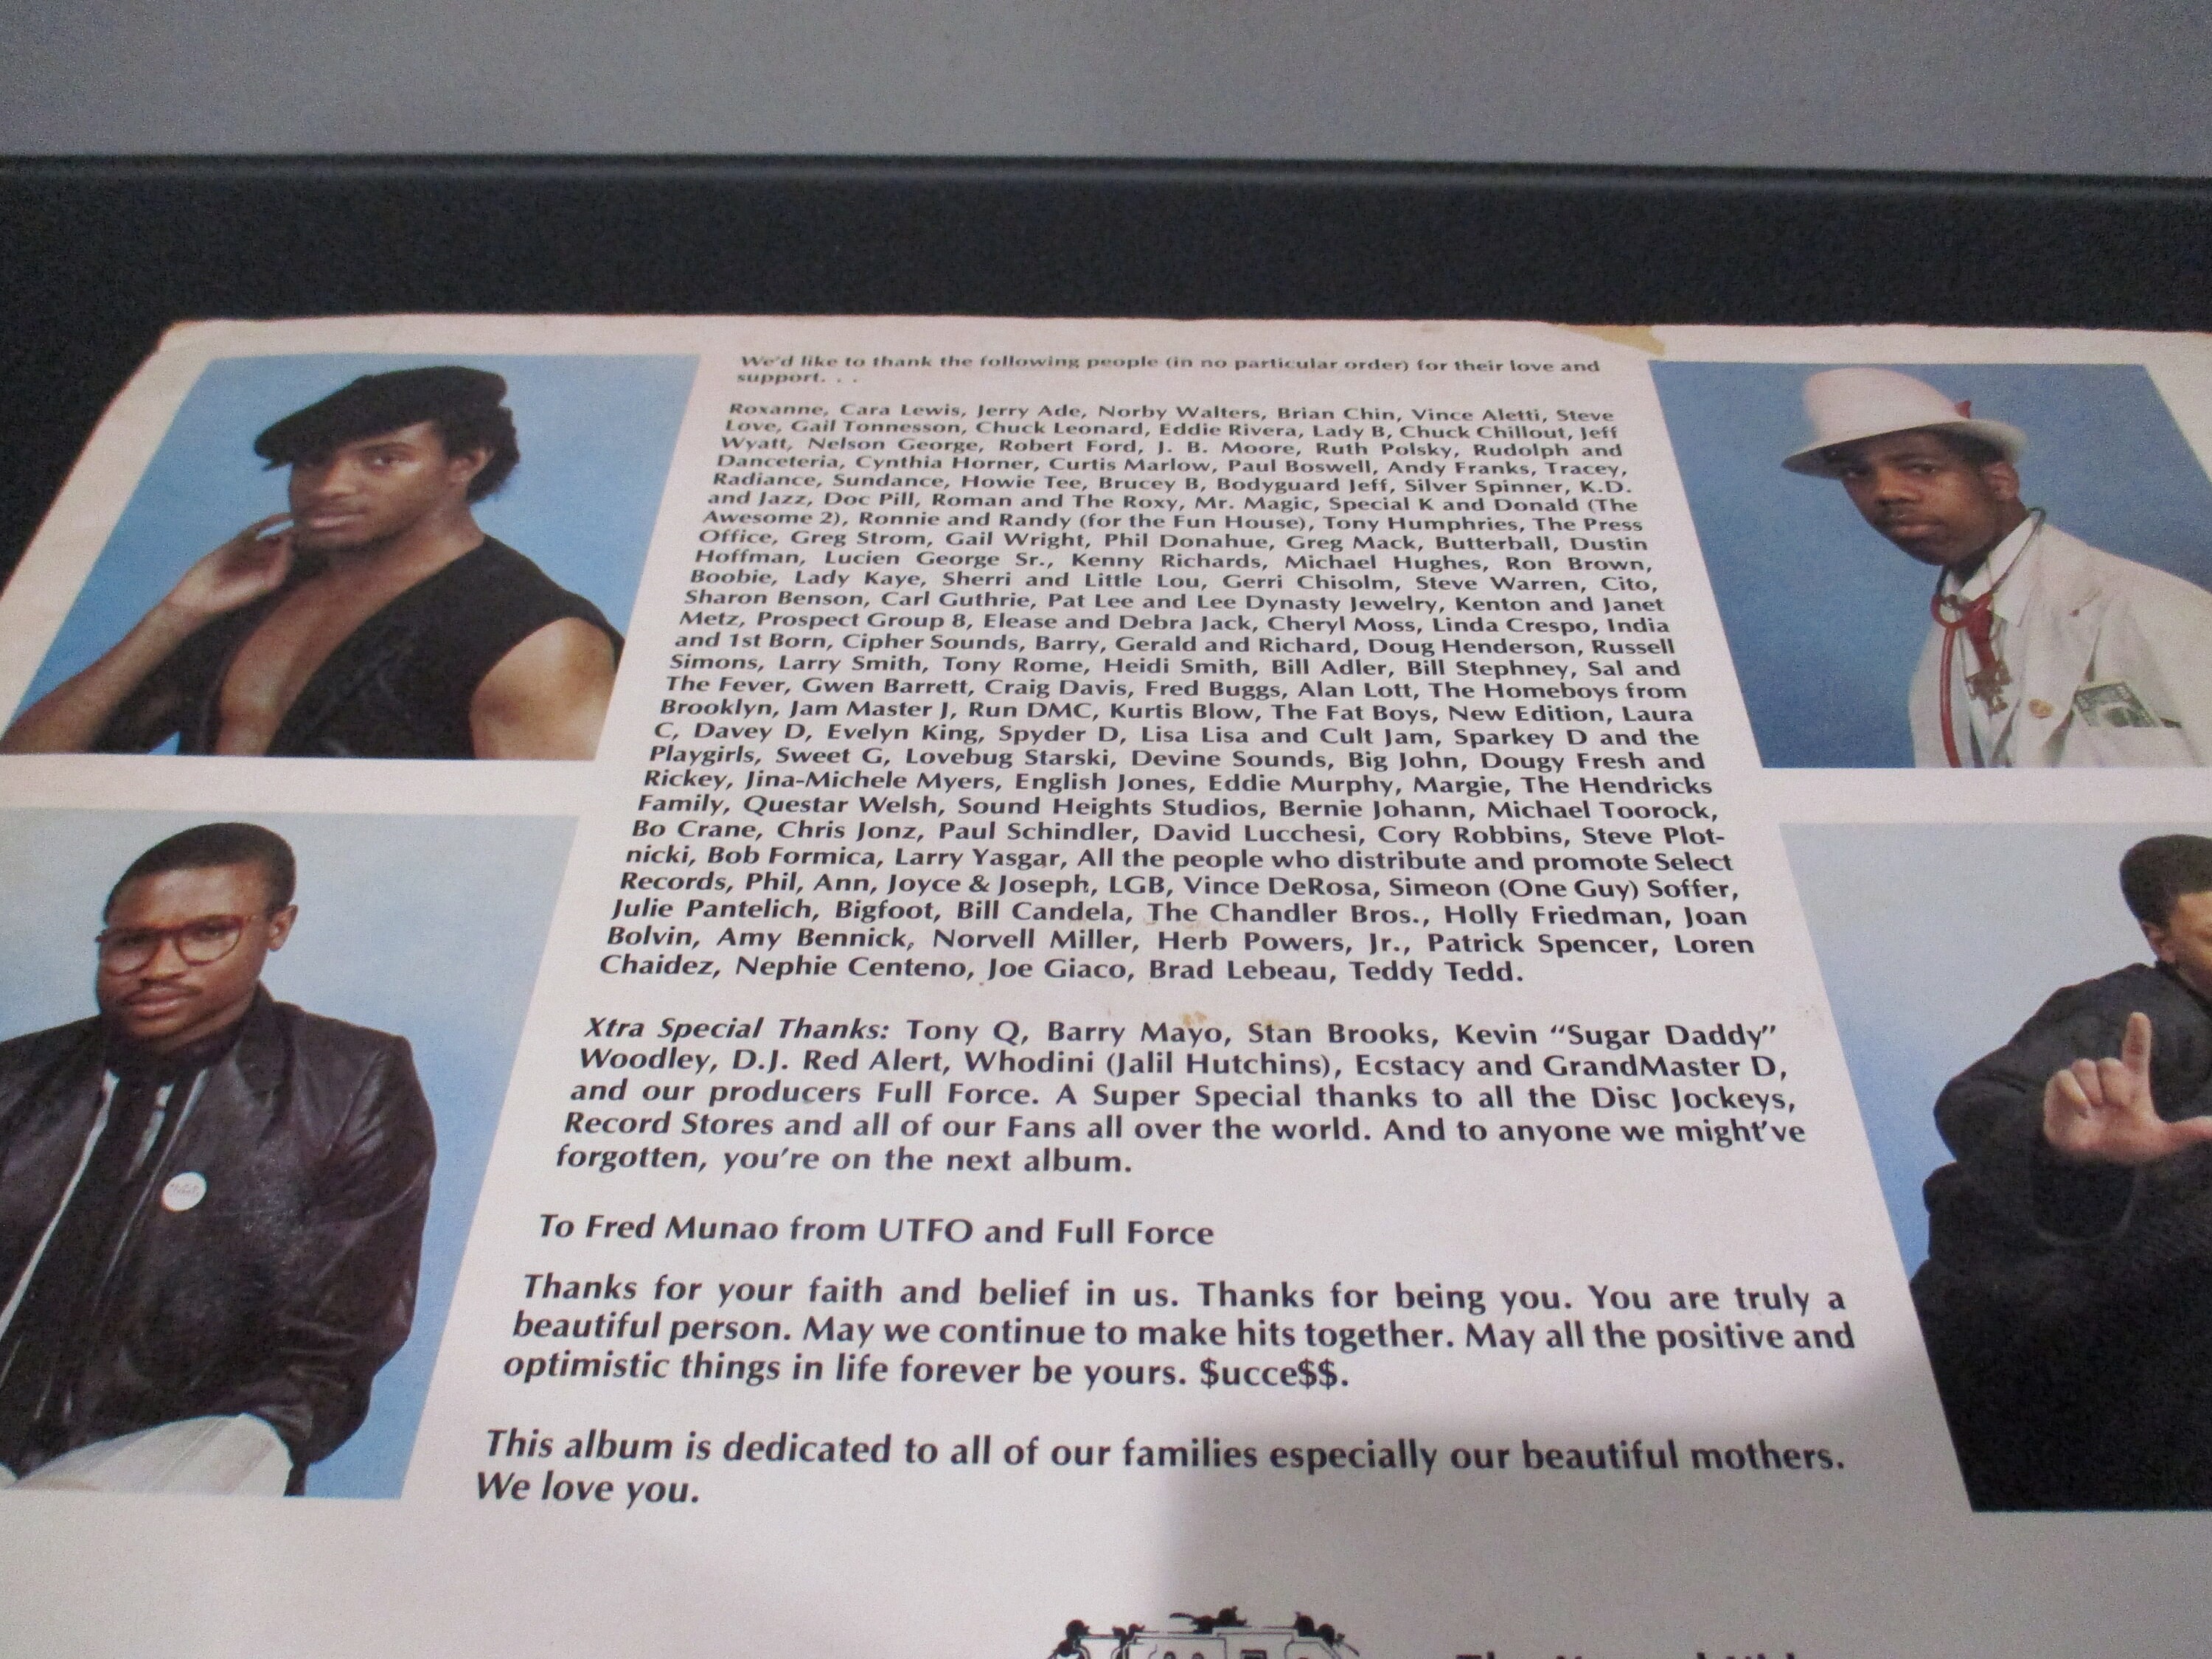 We'd like to thank the following people (in no particular order) for their love and
support. . .
Roxanne, Cara Lewis, Jerry Ade, Norby Walters, Brian Chin, Vince Aletti, Steve
Love, Gail Tonnesson, Chuck Leonard, Eddie Rivera, Lady B, Chuck Chillout, Jeff
Wyatt, Nelson George, Robert Ford, J. B. Moore, Ruth Polsky, Rudolph and
Danceteria, Cynthia Horner, Curtis Marlow, Paul Boswell, Andy Franks, Tracey,
Radiance, Sundance, Howie Tee, Brucey B, Bodyguard Jeff, Silver Spinner, K.D.
and Jazz, Doc Pill, Roman and The Roxy, Mr. Magic, Special K and Donald (The
Awesome 2), Ronnie and Randy (for the Fun House), Tony Humphries, The Press
Office, Greg Strom, Gail Wright, Phil Donahue, Greg Mack, Butterball, Dustin
Hoffman, Lucien George Sr., Kenny Richards, Michael Hughes, Ron Brown,
Boobie, Lady Kaye, Sherri and Little Lou, Gerri Chisolm, Steve Warren, Cito,
Sharon Benson, Carl Guthrie, Pat Lee and Lee Dynasty Jewelry, Kenton and Janet
Metz, Prospect Group 8, Elease and Debra Jack, Cheryl Moss, Linda Crespo, India
and 1st Born, Cipher Sounds, Barry, Gerald and Richard, Doug Henderson, Russell
Simons, Larry Smith, Tony Rome, Heidi Smith, Bill Adler, Bill Stephney, Sal and
The Fever, Gwen Barrett, Craig Davis, Fred Buggs, Alan Lott, The Homeboys from
Brooklyn, Jam Master J, Run DMC, Kurtis Blow, The Fat Boys, New Edition, Laura
C, Davey D, Evelyn King, Spyder D, Lisa Lisa and Cult Jam, Sparkey D and the
Playgirls, Sweet G, Lovebug Starski, Devine Sounds, Big John, Dougy Fresh and
Rickey, Jina-Michele Myers, English Jones, Eddie Murphy, Margie, The Hendricks
Family, Questar Welsh, Sound Heights Studios, Bernie Johann, Michael Toorock,
Bo Crane, Chris Jonz, Paul Schindler, David Lucchesi, Cory Robbins, Steve Plot-
nicki, Bob Formica, Larry Yasgar, All the people who distribute and promote Select
Records, Phil, Ann, Joyce & Joseph, LGB, Vince DeRosa, Simeon (One Guy) Soffer,
Julie Pantelich, Bigfoot, Bill Candela, The Chandler Bros., Holly Friedman, Joan
Bolvin, Amy Bennick, Norvell Miller, Herb Powers, Jr., Patrick Spencer, Loren
Chaidez, Nephie Centeno, Joe Giaco, Brad Lebeau, Teddy Tedd.
Xtra Special Thanks: Tony Q, Barry Mayo, Stan Brooks, Kevin “Sugar Daddy”
Woodley, D.J. Red Alert, Whodini (Jalil Hutchins), Ecstacy and GrandMaster D,
and our producers Full Force. A Super Special thanks to all the Disc Jockeys,
Record Stores and all of our Fans all over the world. And to anyone we might've
forgotten, you're on the next album.
To Fred Munao from UTFO and Full Force
Thanks for your faith and belief in us. Thanks for being you. You are truly a
beautiful person. May we continue to make hits together. May all the positive and
optimistic things in life forever be yours. $ucce$$.
This album is dedicated to all of our families especially our beautiful mothers.
We love you.